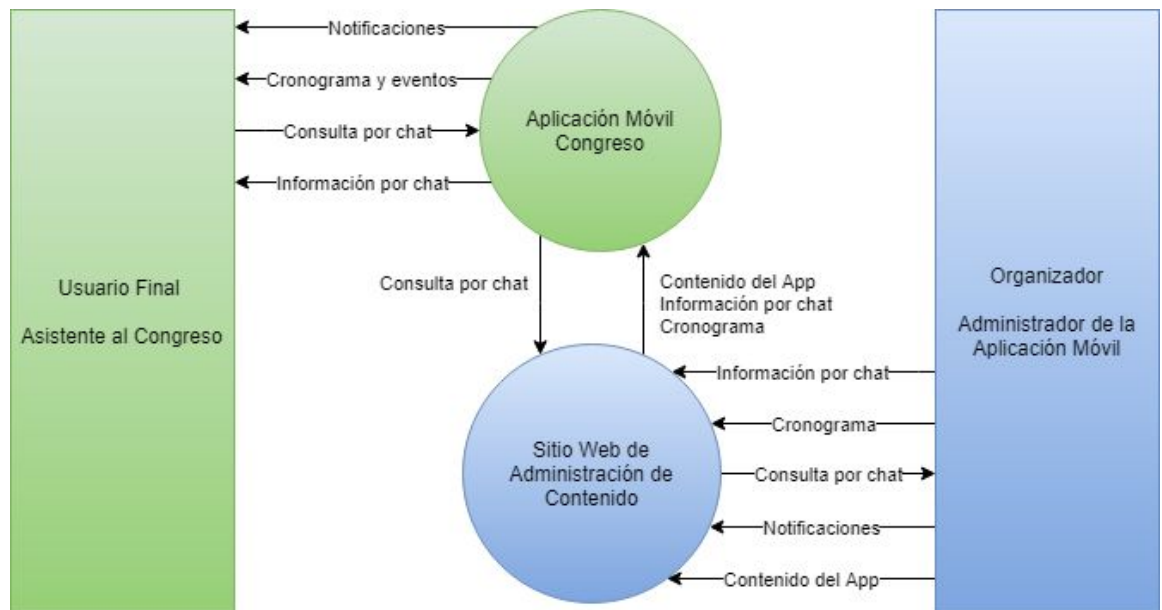 Notificaciones
Cronograma y eventos
Consulta por chat
Información por chat
Aplicación Móvil
Congreso
Usuario Final
Asistente al Congreso
Consulta por chat
Contenido del App
Información por chat
Cronograma
Organizador
Administrador de la
Aplicación Móvil
Sitio Web de
Administración de
Contenido
Información por chat
Cronograma
Consulta por chat
Notificaciones
Contenido del App